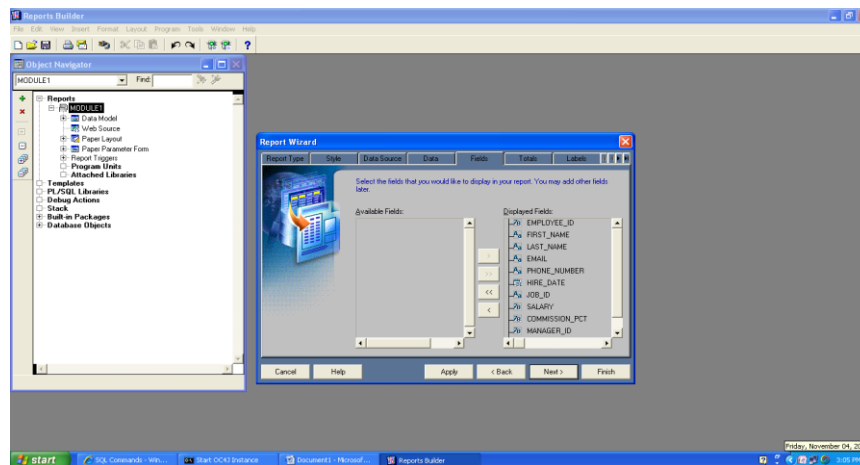 Reports Builder
File Edit View Insert Format Layout Program Tools Window Help
Object Navigator
MODULE1 Find:
Reports
MODULE1
Data Model
Web Source
Paper Layout
Paper Parameter Form
Report Triggers
Program Units
Attached Libraries
Templates
PL/SQL Libraries
Debug Actions
Stack
Built-in Packages
Database Objects
Report Wizard
Report Type Style Data Source Data Fields Totals Labels
Select the fields that you would like to display in your report. You may add other fields
later.
Available Fields:
Displayed Fields:
EMPLOYEE_ID
FIRST_NAME
LAST_NAME
EMAIL
PHONE_NUMBER
HIRE_DATE
JOB_ID
SALARY
COMMISSION_PCT
MANAGER_ID
>
>>
<<
<
Cancel Help Apply < Back Next > Finish
Friday, November 04, 20
start SQL Commands - Win... Start OC4J Instance Document1 - Microsof... Reports Builder 3:05 PM